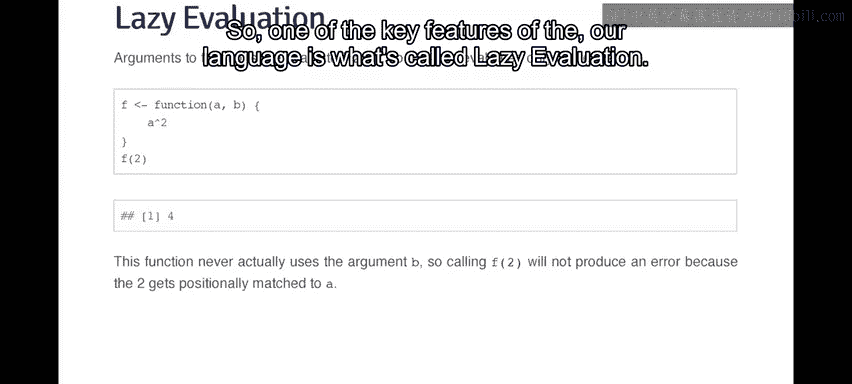 Lazy Evaluation
So, one of the key features of the, our
language is what's called Lazy Evaluation.
Arguments to
f <- function(a, b) {
a^2
}
f(2)
## [1] 4
This function never actually uses the argument b, so calling f(2) will not produce an error because
the 2 gets positionally matched to a.